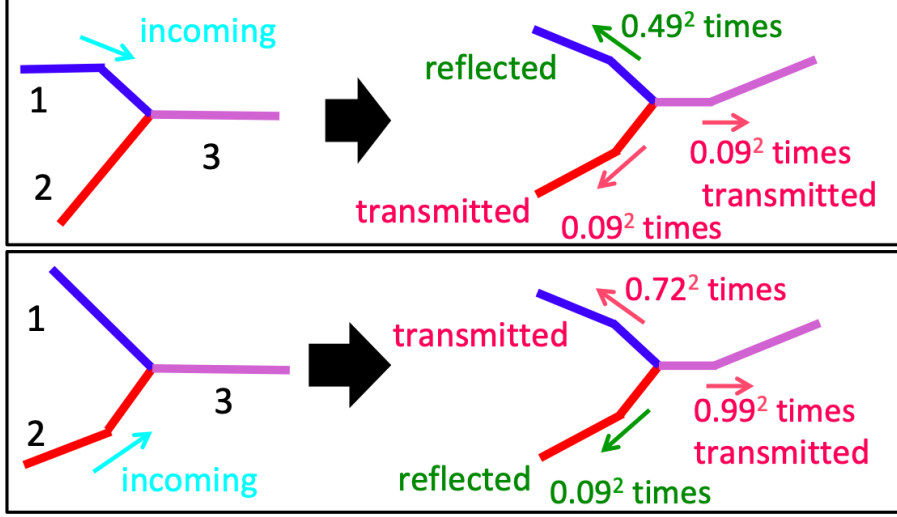 incoming
1
2
3
0.49² times
reflected
0.09² times
transmitted
transmitted
0.09² times
1
2
3
incoming
0.72² times
transmitted
0.99² times
transmitted
reflected
0.09² times